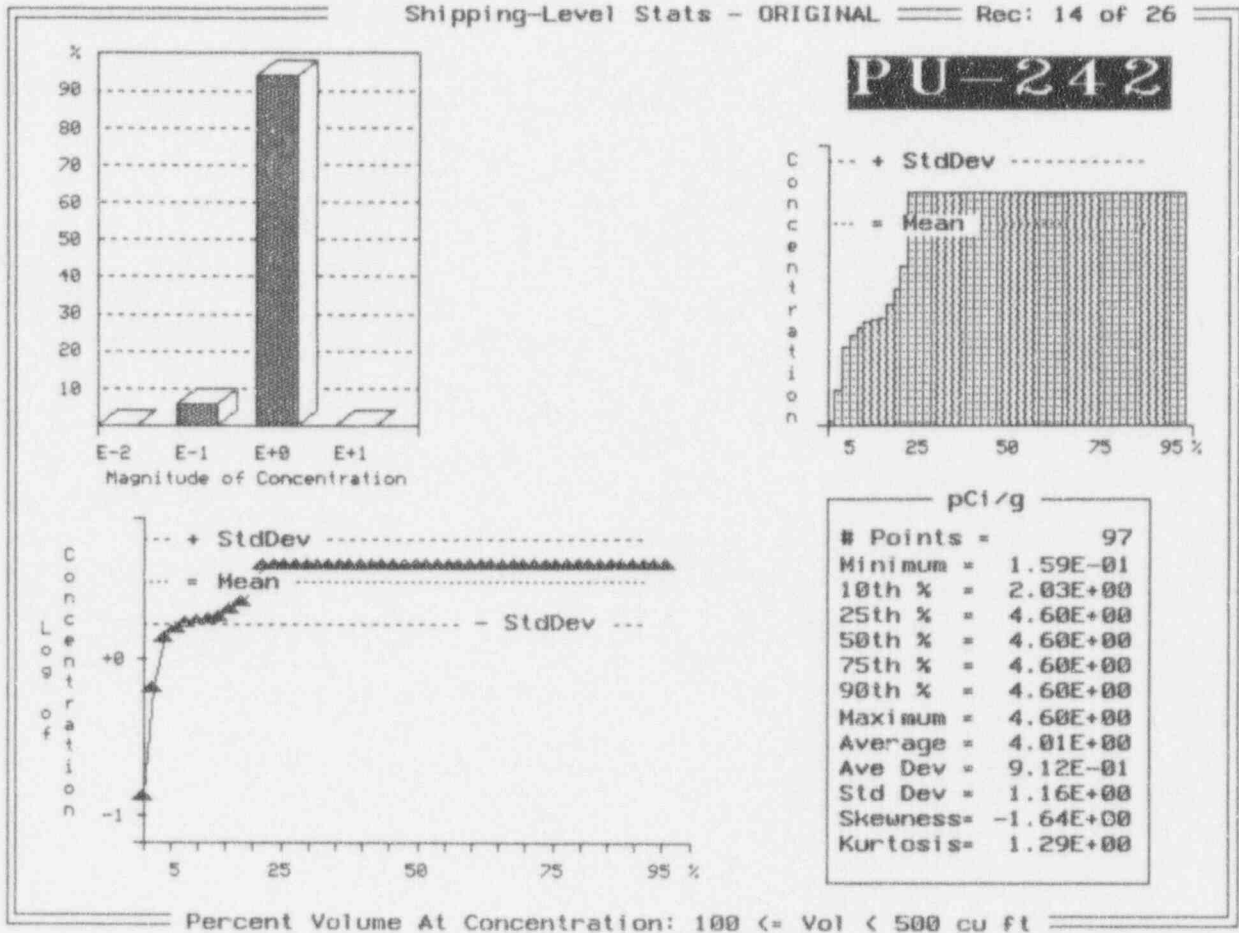 Shipping-Level Stats - ORIGINAL
Rec: 14 of 26
%
90
80
70
60
50
40
30
20
10
E-2 E-1 E+0 E+1
Magnitude of Concentration
PU-242
Concentration
+ StdDev
= Mean
5 25 50 75 95 %
Log of Concentration
+ StdDev
= Mean
- StdDev
+0
-1
5 25 50 75 95 %
pCi/g
# Points = 97
Minimum = 1.59E-01
10th % = 2.03E+00
25th % = 4.60E+00
50th % = 4.60E+00
75th % = 4.60E+00
90th % = 4.60E+00
Maximum = 4.60E+00
Average = 4.01E+00
Ave Dev = 9.12E-01
Std Dev = 1.16E+00
Skewness= -1.64E+00
Kurtosis= 1.29E+00
Percent Volume At Concentration: 100 <= Vol < 500 cu ft